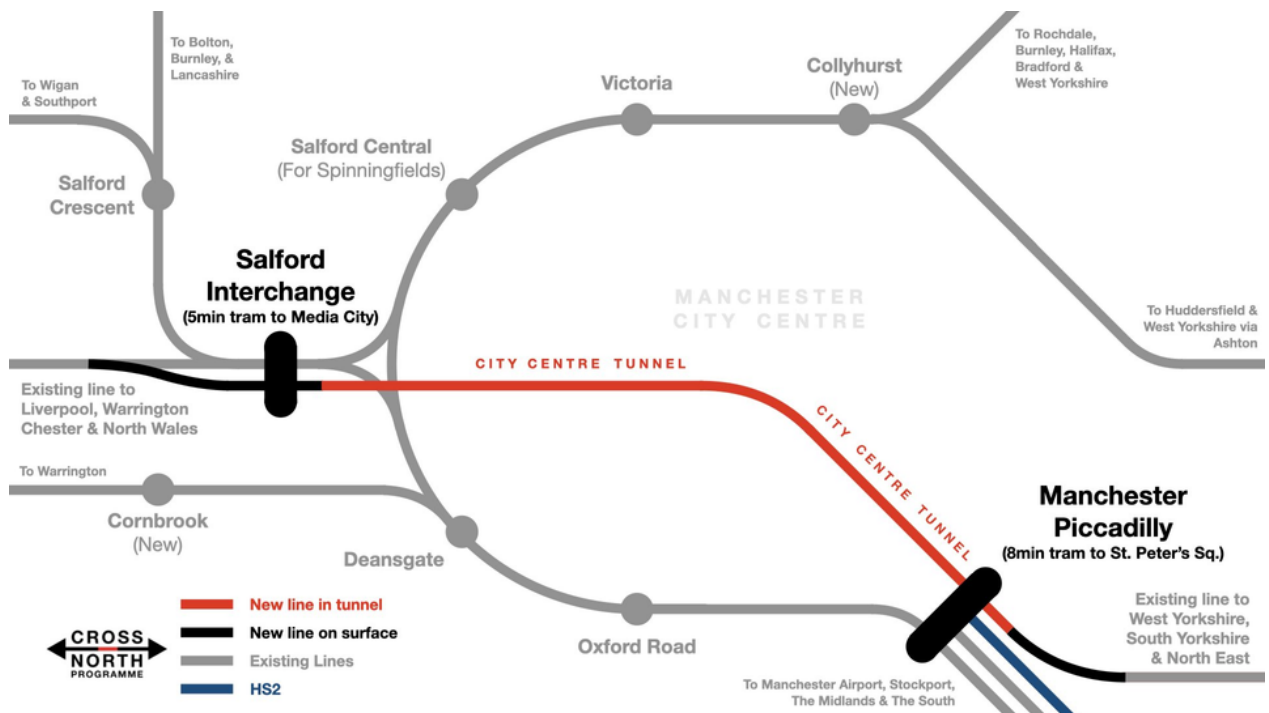 To Bolton,
Burnley, &
Lancashire
To Rochdale,
Burnley, Halifax,
Bradford &
West Yorkshire
To Wigan
& Southport
Victoria
Collyhurst
(New)
Salford Central
(For Spinningfields)
Salford
Crescent
Salford
Interchange
(5min tram to Media City)
MANCHESTER
CITY CENTRE
To Huddersfield &
West Yorkshire via
Ashton
CITY CENTRE TUNNEL
Existing line to
Liverpool, Warrington
Chester & North Wales
CITY CENTRE TUNNEL
To Warrington
Cornbrook
(New)
Deansgate
Manchester
Piccadilly
(8min tram to St. Peter's Sq.)
Oxford Road
Existing line to
West Yorkshire,
South Yorkshire
& North East
To Manchester Airport, Stockport,
The Midlands & The South
CROSS
NORTH
PROGRAMME
New line in tunnel
New line on surface
Existing Lines
HS2